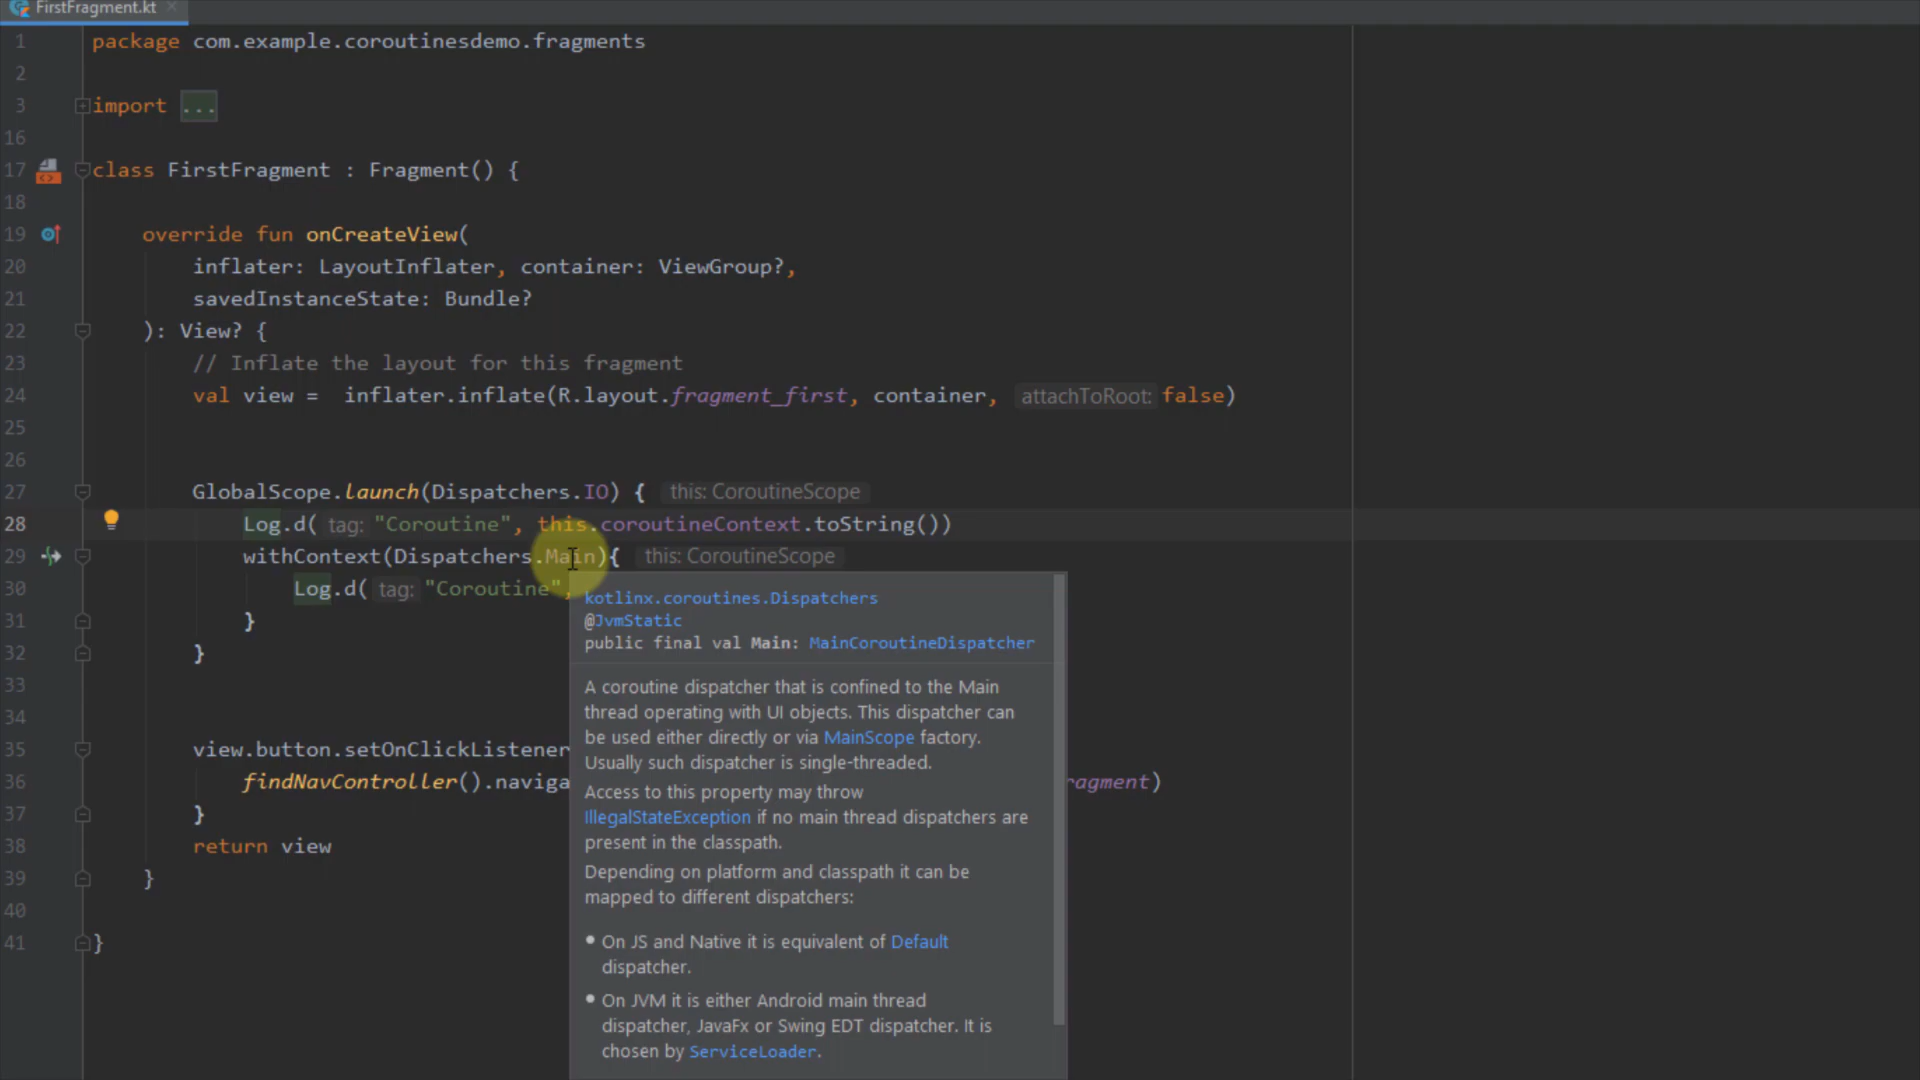 FirstFragment.kt
1 package com.example.coroutinesdemo.fragments
2
3 import ...
16
17 class FirstFragment : Fragment() {
18
19 override fun onCreateView(
20 inflater: LayoutInflater, container: ViewGroup?,
21 savedInstanceState: Bundle?
22 ): View? {
23 // Inflate the layout for this fragment
24 val view = inflater.inflate(R.layout.fragment_first, container, attachToRoot: false)
25
26
27 GlobalScope.launch(Dispatchers.IO) { this: CoroutineScope
28 Log.d( tag: "Coroutine", this.coroutineContext.toString())
29 withContext(Dispatchers.Main){ this: CoroutineScope
30 Log.d( tag: "Coroutine",
31 }
32 }
33
34
35 view.button.setOnClickListener
36 findNavController().naviga ragment)
37 }
38 return view
39 }
40
41 }
kotlinx.coroutines.Dispatchers
@JvmStatic
public final val Main: MainCoroutineDispatcher
A coroutine dispatcher that is confined to the Main
thread operating with UI objects. This dispatcher can
be used either directly or via MainScope factory.
Usually such dispatcher is single-threaded.
Access to this property may throw
IllegalStateException if no main thread dispatchers are
present in the classpath.
Depending on platform and classpath it can be
mapped to different dispatchers:
• On JS and Native it is equivalent of Default
dispatcher.
• On JVM it is either Android main thread
dispatcher, JavaFx or Swing EDT dispatcher. It is
chosen by ServiceLoader.